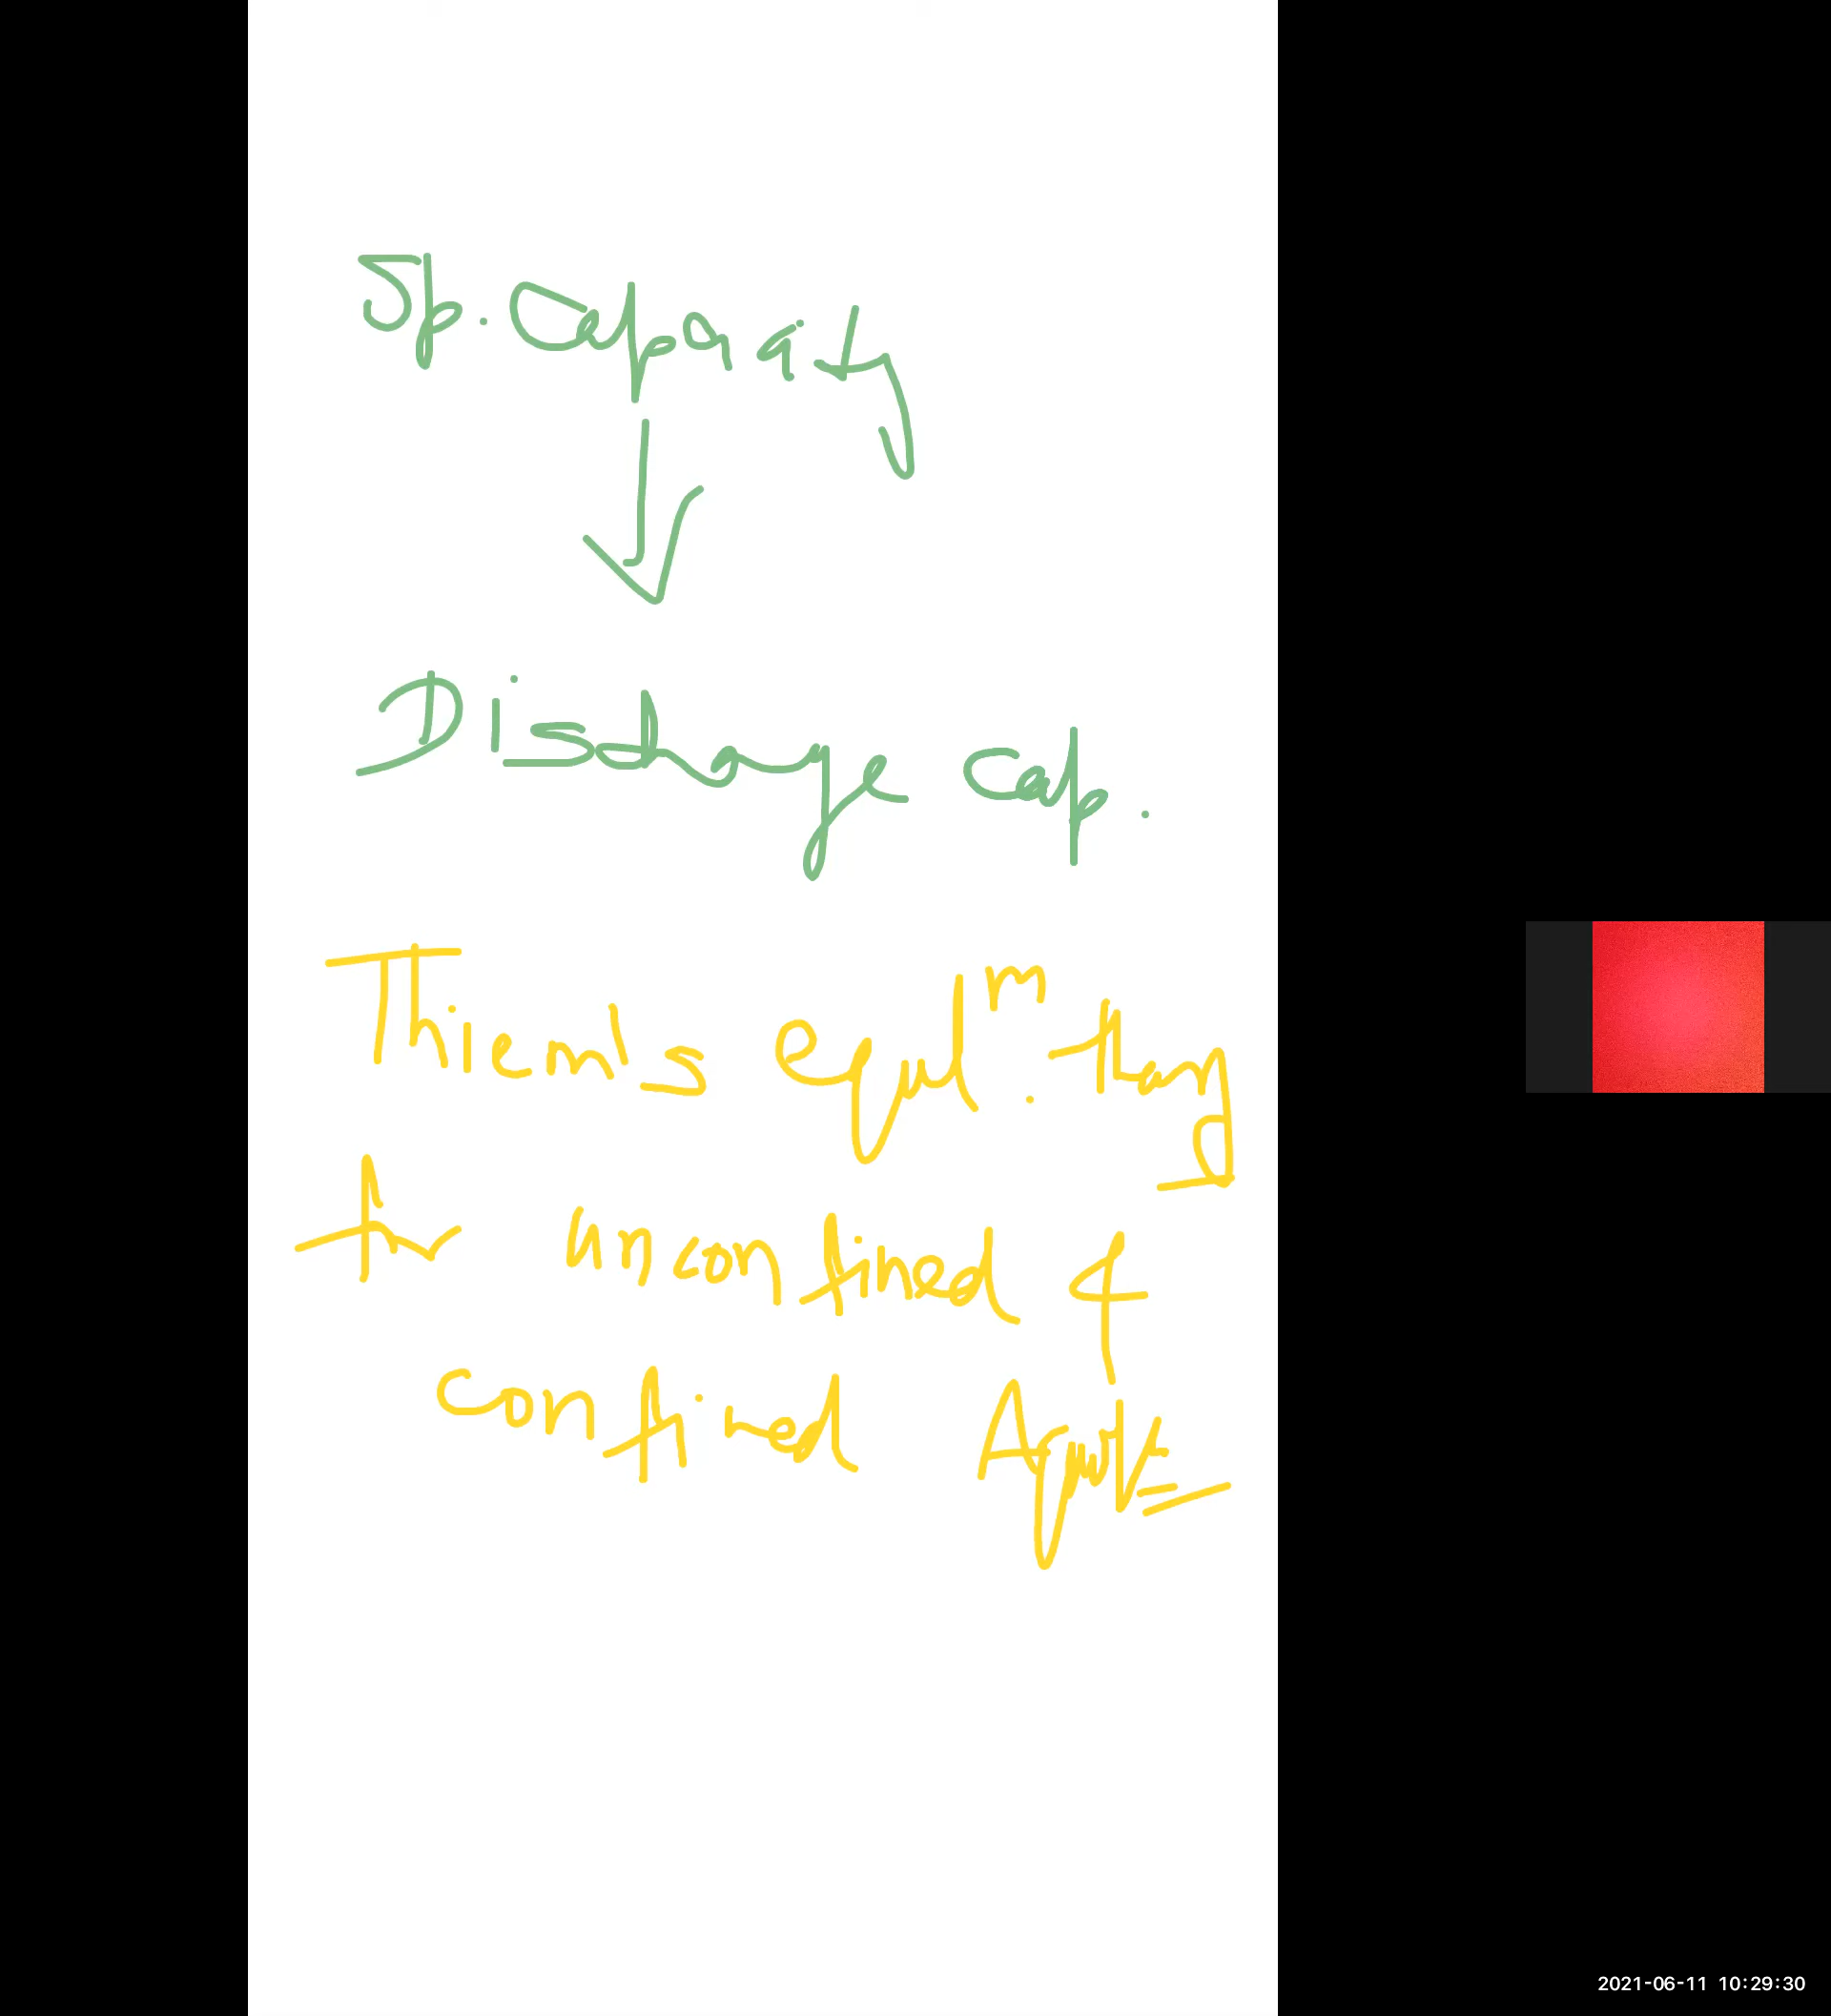 Sp. Capacity
Discharge cap.
Thiem's equl^m. theory
for unconfined &
confined Aquifer
2021-06-11 10:29:30